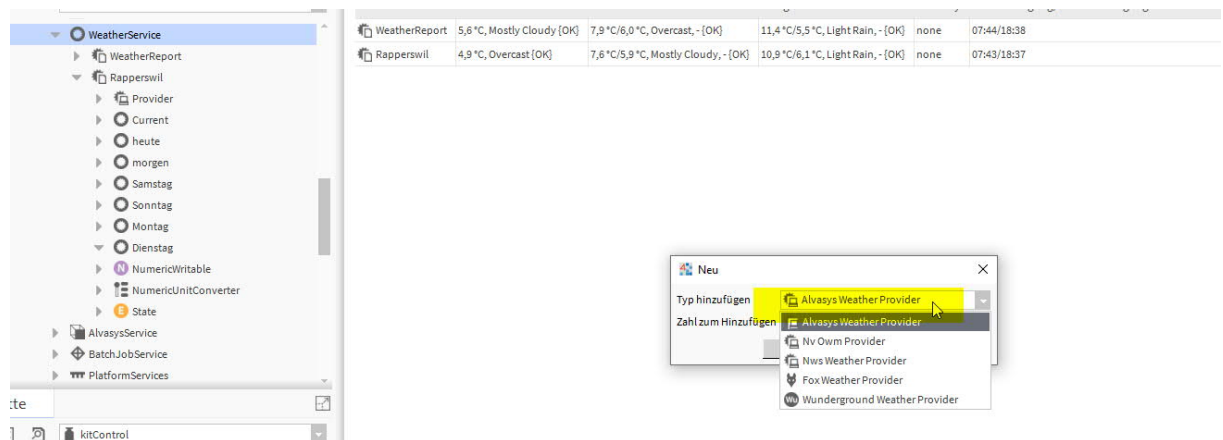 WeatherService
WeatherReport
Rapperswil
Provider
Current
heute
morgen
Samstag
Sonntag
Montag
Dienstag
NumericWritable
NumericUnitConverter
State
AlvasysService
BatchJobService
PlatformServices
tte
kitControl
WeatherReport 5,6 °C, Mostly Cloudy {OK} 7,9 °C/6,0 °C, Overcast, - {OK} 11,4 °C/5,5 °C, Light Rain, - {OK} none 07:44/18:38
Rapperswil 4,9 °C, Overcast {OK} 7,6 °C/5,9 °C, Mostly Cloudy, - {OK} 10,9 °C/6,1 °C, Light Rain, - {OK} none 07:43/18:37
Neu
Typ hinzufügen Alvasys Weather Provider
Zahl zum Hinzufügen Alvasys Weather Provider
Nv Owm Provider
Nws Weather Provider
Fox Weather Provider
Wunderground Weather Provider